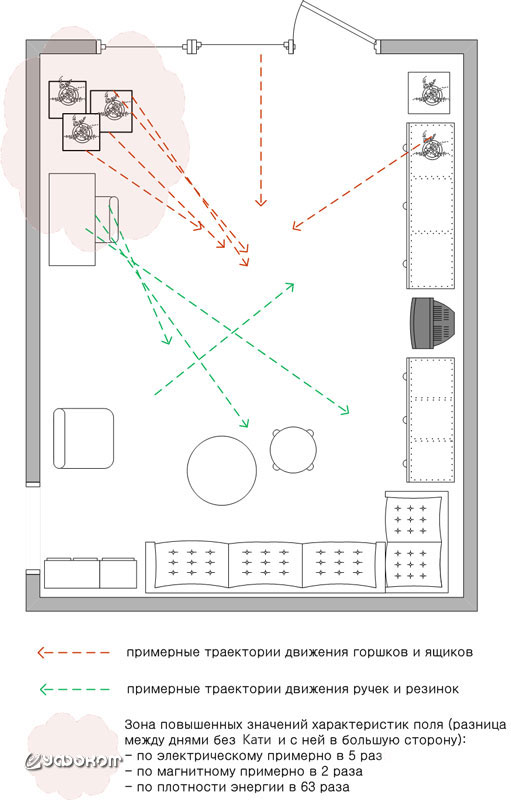 примерные траектории движения горшков и ящиков
примерные траектории движения ручек и резинок
Зона повышенных значений характеристик поля (разница
между днями без Кати и с ней в большую сторону):
- по электрическому примерно в 5 раз
- по магнитному примерно в 2 раза
- по плотности энергии в 63 раза
уфоком